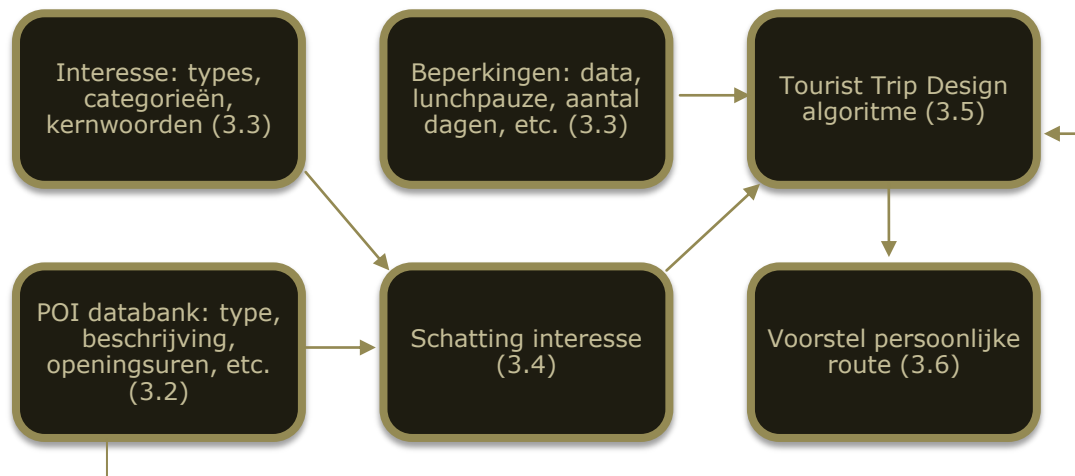 Interesse: types,
categorieën,
kernwoorden (3.3)
Beperkingen: data,
lunchpauze, aantal
dagen, etc. (3.3)
Tourist Trip Design
algoritme (3.5)
POI databank: type,
beschrijving,
openingsuren, etc.
(3.2)
Schatting interesse
(3.4)
Voorstel persoonlijke
route (3.6)